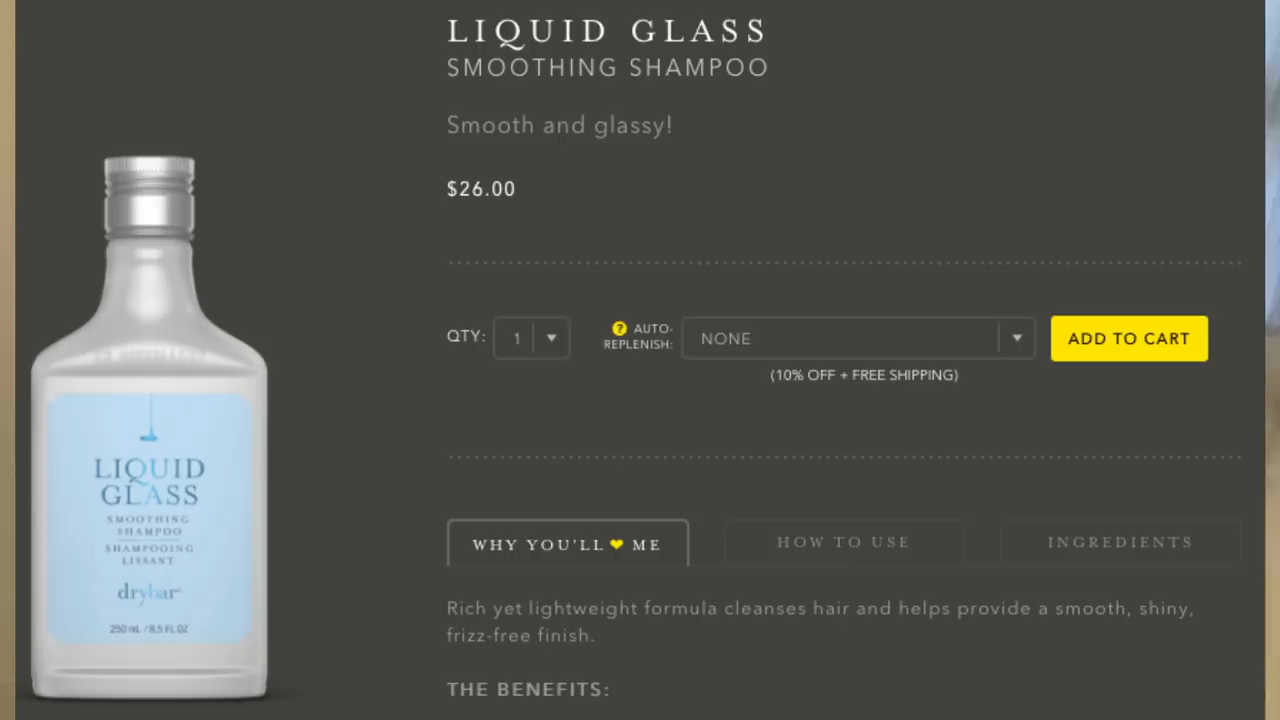 LIQUID GLASS
SMOOTHING SHAMPOO
Smooth and glassy!
$26.00
QTY: 1
? AUTO-
REPLENISH: NONE
ADD TO CART
(10% OFF + FREE SHIPPING)
WHY YOU'LL ❤ ME
HOW TO USE
INGREDIENTS
Rich yet lightweight formula cleanses hair and helps provide a smooth, shiny,
frizz-free finish.
THE BENEFITS:
LIQUID
GLASS
SMOOTHING
SHAMPOO
SHAMPOOING
LISSANT
drybar
250 mL / 8.5 FL OZ